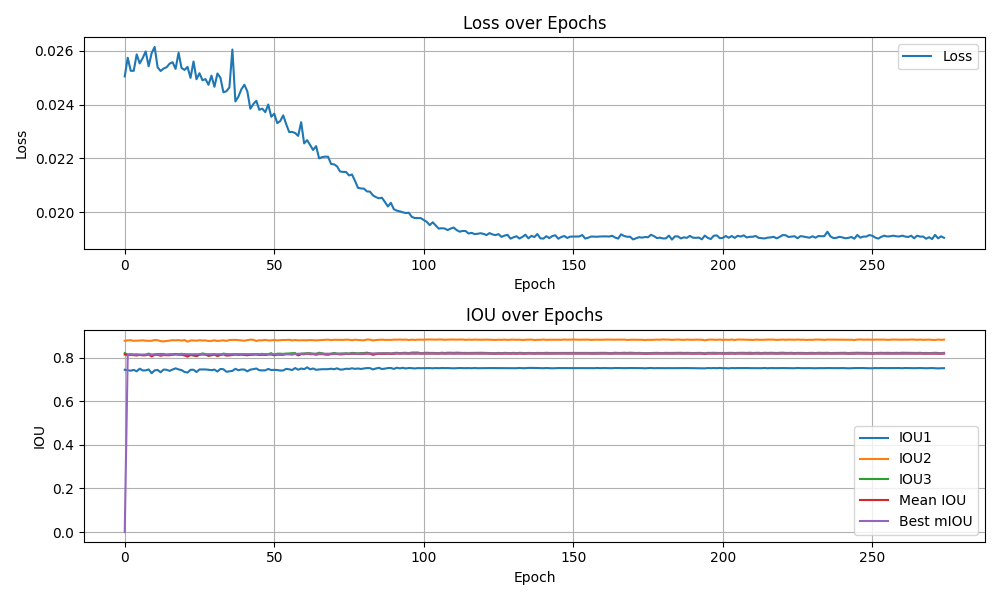 Loss over Epochs
0.026
0.024
0.022
0.020
Loss
Loss
0 50 100 150 200 250
Epoch
IOU over Epochs
0.8
0.6
0.4
0.2
0.0
IOU
IOU1
IOU2
IOU3
Mean IOU
Best mIOU
0 50 100 150 200 250
Epoch